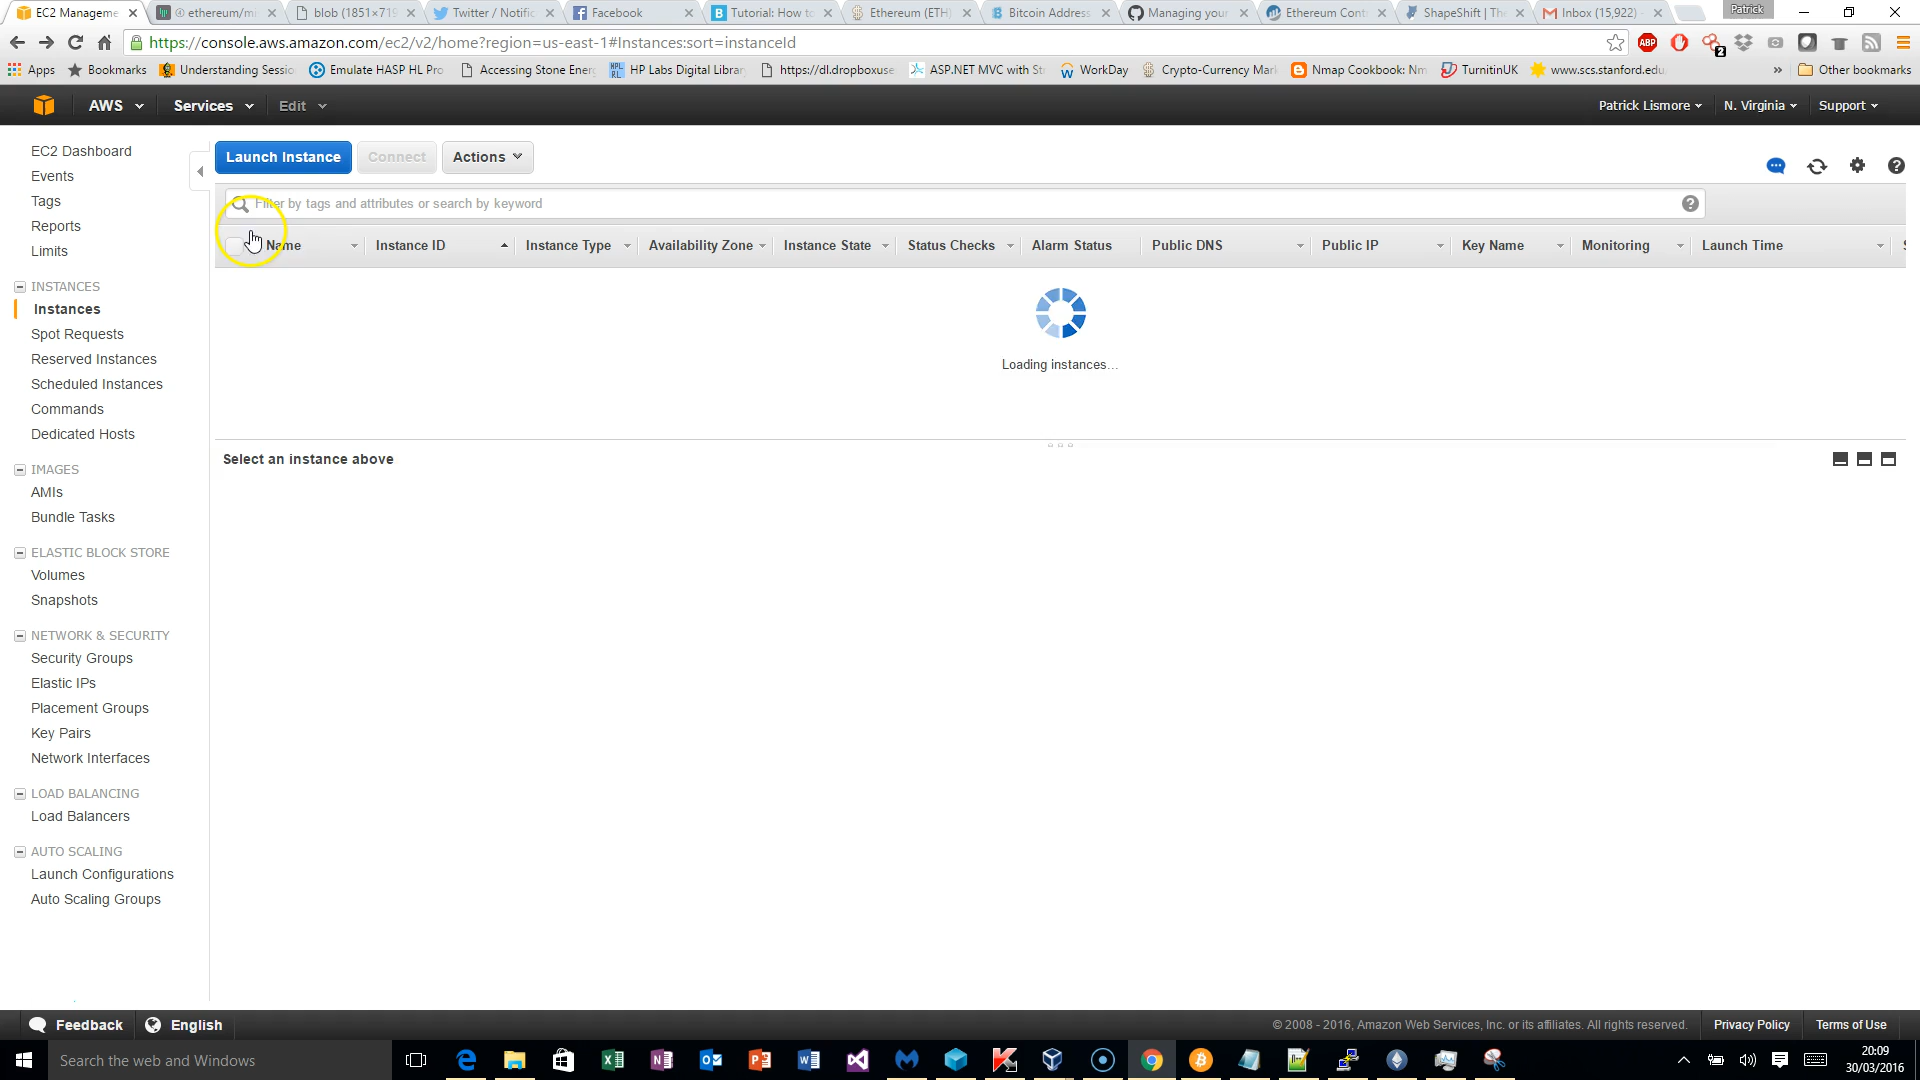 EC2 Manageme
ethereum/mi
blob (1851×719
Twitter / Notific
Facebook
Tutorial: How to
Ethereum (ETH)
Bitcoin Address
Managing your
Ethereum Cont
ShapeShift | The
Inbox (15,922) -
Patrick
https://console.aws.amazon.com/ec2/v2/home?region=us-east-1#Instances:sort=instanceId
ABP
2
Apps
Bookmarks
Understanding Sessio
Emulate HASP HL Pro
Accessing Stone Ener
HP Labs Digital Librar
https://dl.dropboxuse
ASP.NET MVC with St
WorkDay
Crypto-Currency Mark
Nmap Cookbook: Nm
TurnitinUK
www.scs.stanford.edu
»
Other bookmarks
AWS
Services
Edit
Patrick Lismore
N. Virginia
Support
EC2 Dashboard
Events
Tags
Reports
Limits
INSTANCES
Instances
Spot Requests
Reserved Instances
Scheduled Instances
Commands
Dedicated Hosts
IMAGES
AMIs
Bundle Tasks
ELASTIC BLOCK STORE
Volumes
Snapshots
NETWORK & SECURITY
Security Groups
Elastic IPs
Placement Groups
Key Pairs
Network Interfaces
LOAD BALANCING
Load Balancers
AUTO SCALING
Launch Configurations
Auto Scaling Groups
Launch Instance
Connect
Actions
Filter by tags and attributes or search by keyword
Name
Instance ID
Instance Type
Availability Zone
Instance State
Status Checks
Alarm Status
Public DNS
Public IP
Key Name
Monitoring
Launch Time
Loading instances...
Select an instance above
Feedback
English
© 2008 - 2016, Amazon Web Services, Inc. or its affiliates. All rights reserved.
Privacy Policy
Terms of Use
Search the web and Windows
20:09
30/03/2016